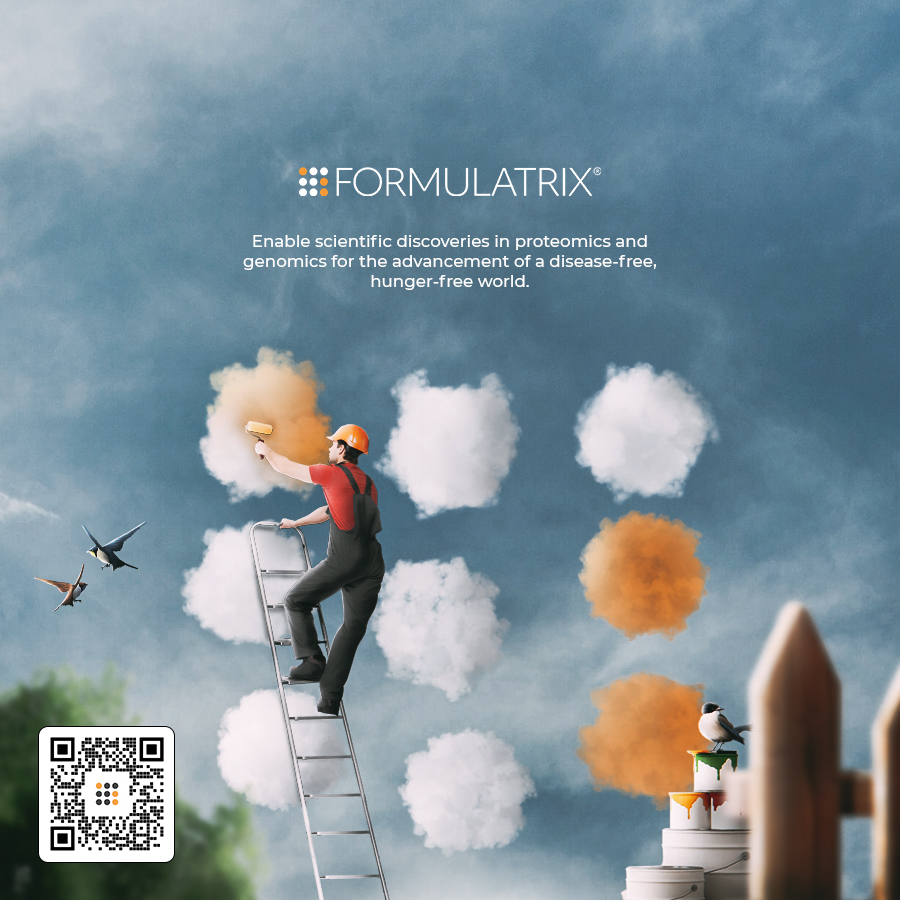 FORMULATRIX®
Enable scientific discoveries in proteomics and
genomics for the advancement of a disease-free,
hunger-free world.